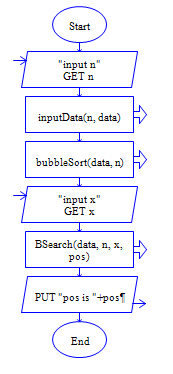 Start
"input n"
GET n
inputData(n, data)
bubbleSort(data, n)
"input x"
GET x
BSearch(data, n, x,
pos)
PUT "pos is "+pos¶
End